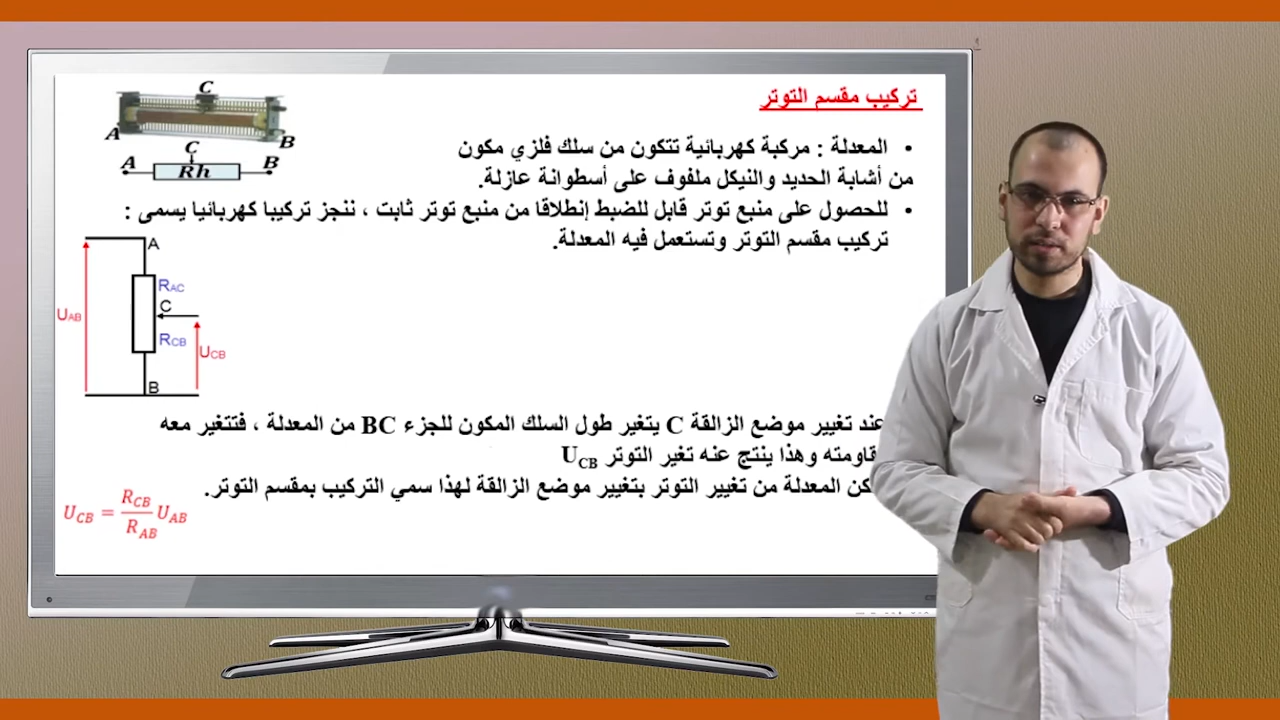 تركيب مقسم التوتر
C
A
B
C
A
B
Rh
• المعدلة : مركبة كهربائية تتكون من سلك فلزي مكون
من أشابة الحديد والنيكل ملفوف على أسطوانة عازلة.
• للحصول على منبع توتر قابل للضبط إنطلاقا من منبع توتر ثابت ، ننجز تركيبا كهربائيا يسمى :
تركيب مقسم التوتر وتستعمل فيه المعدلة.
A
RAC
C
UAB
RCB
UCB
B
عند تغيير موضع الزالقة C يتغير طول السلك المكون للجزء BC من المعدلة ، فتتغير معه
وهذا ينتج عنه تغير التوتر UCB
المعدلة من تغيير التوتر بتغيير موضع الزالقة لهذا سمي التركيب بمقسم التوتر.
UCB = RCB/RAB UAB